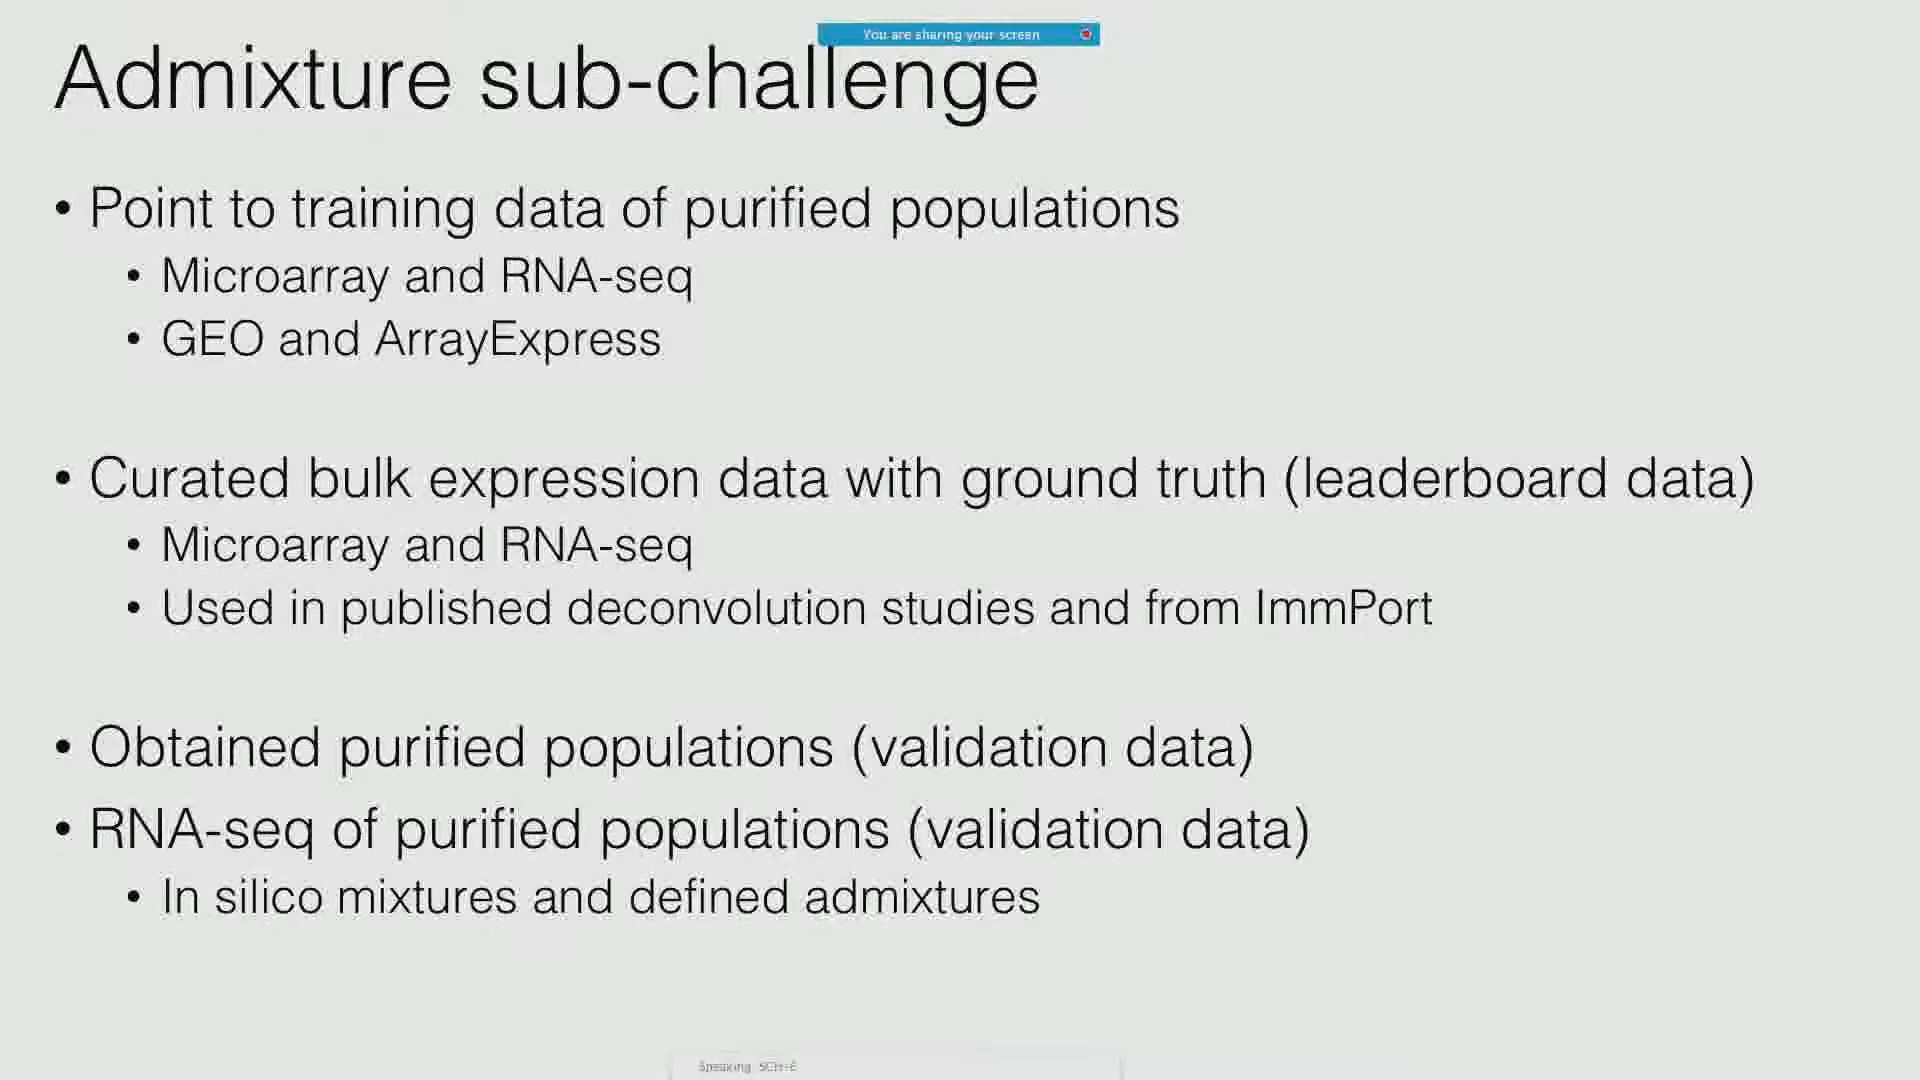 You are sharing your screen
Admixture sub-challenge
• Point to training data of purified populations
• Microarray and RNA-seq
• GEO and ArrayExpress
• Curated bulk expression data with ground truth (leaderboard data)
• Microarray and RNA-seq
• Used in published deconvolution studies and from ImmPort
• Obtained purified populations (validation data)
• RNA-seq of purified populations (validation data)
• In silico mixtures and defined admixtures
Speaking: